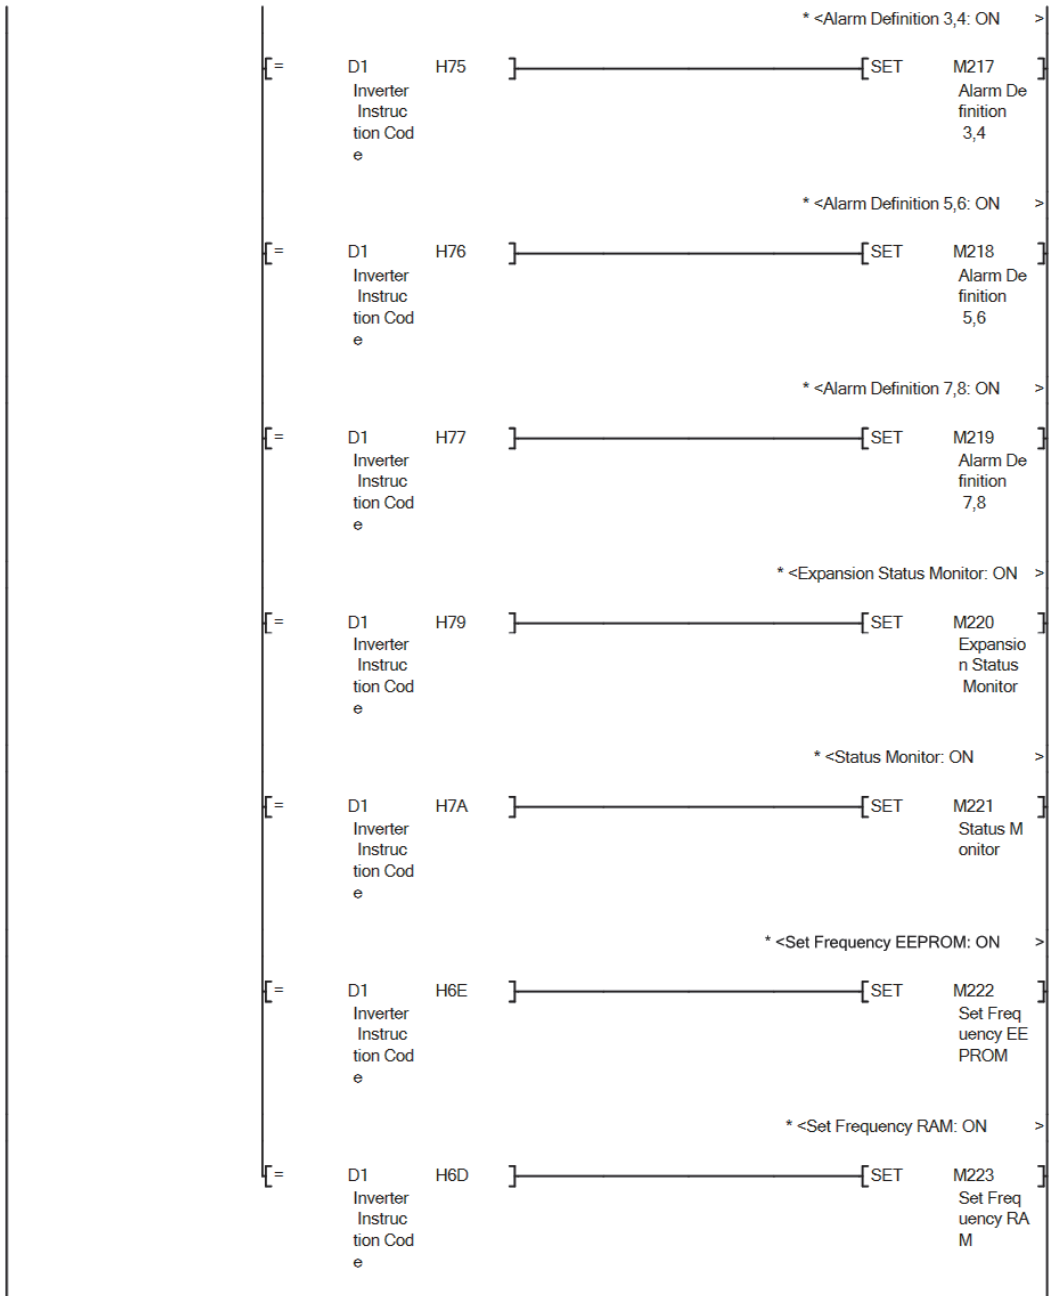 * <Alarm Definition 3,4: ON >
[= D1 H75 ] [SET M217 ]
Inverter Alarm De
Instruc finition
tion Cod 3,4
e
* <Alarm Definition 5,6: ON >
[= D1 H76 ] [SET M218 ]
Inverter Alarm De
Instruc finition
tion Cod 5,6
e
* <Alarm Definition 7,8: ON >
[= D1 H77 ] [SET M219 ]
Inverter Alarm De
Instruc finition
tion Cod 7,8
e
* <Expansion Status Monitor: ON >
[= D1 H79 ] [SET M220 ]
Inverter Expansio
Instruc n Status
tion Cod Monitor
e
* <Status Monitor: ON >
[= D1 H7A ] [SET M221 ]
Inverter Status M
Instruc onitor
tion Cod
e
* <Set Frequency EEPROM: ON >
[= D1 H6E ] [SET M222 ]
Inverter Set Freq
Instruc uency EE
tion Cod PROM
e
* <Set Frequency RAM: ON >
[= D1 H6D ] [SET M223 ]
Inverter Set Freq
Instruc uency RA
tion Cod M
e